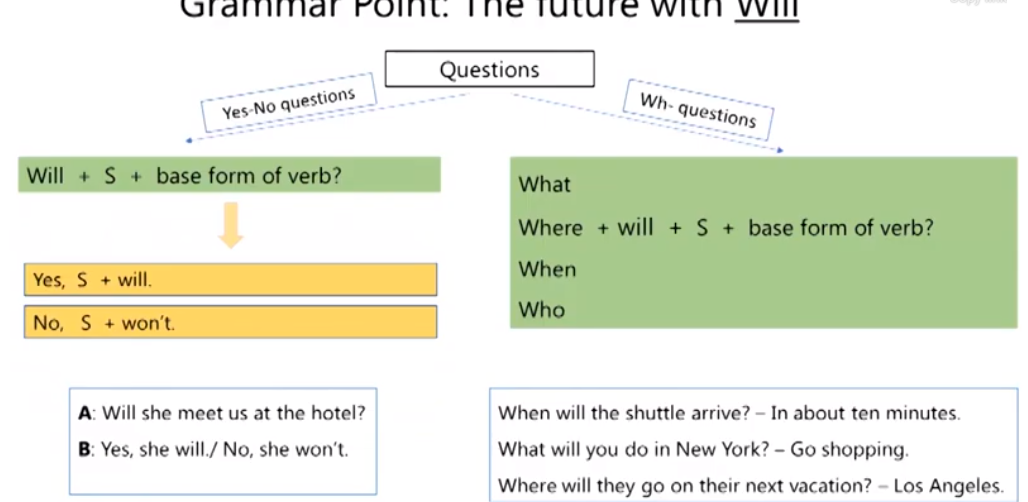 Grammar Point: The future with Will
Questions
Yes-No questions
Wh- questions
Will + S + base form of verb?
Yes, S + will.
No, S + won't.
What
Where + will + S + base form of verb?
When
Who
A: Will she meet us at the hotel?
B: Yes, she will./ No, she won't.
When will the shuttle arrive? – In about ten minutes.
What will you do in New York? – Go shopping.
Where will they go on their next vacation? – Los Angeles.